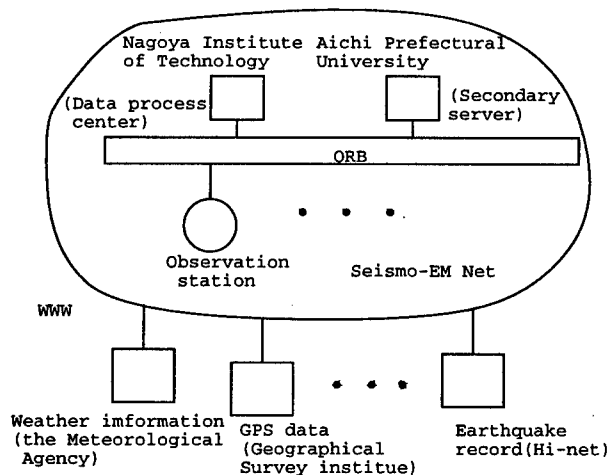 Nagoya Institute
of Technology
Aichi Prefectural
University
(Data process
center)
(Secondary
server)
ORB
Observation
station
Seismo-EM Net
WWW
Weather imformation
(the Meteorological
Agency)
GPS data
(Geographical
Survey institue)
Earthquake
record(Hi-net)